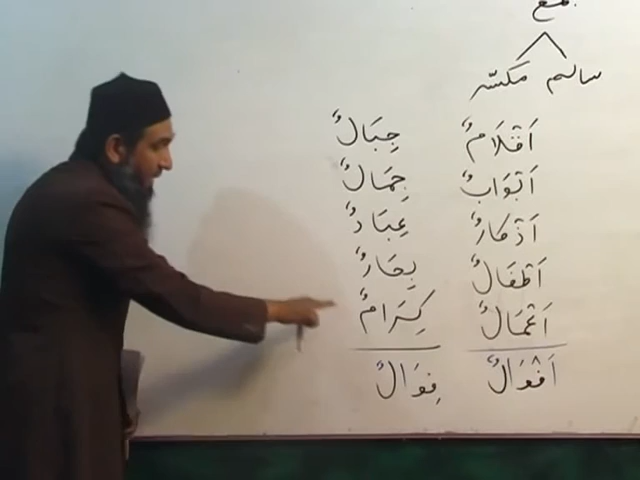 جمع
سالم مكسّر
اَقْلَامٌ جِبَالٌ
اَبْوَابٌ جِمَالٌ
اَذْكَارٌ عِبَادٌ
اَطْفَالٌ بِحَارٌ
اَعْمَالٌ كِرَامٌ
اَفْعَالٌ فِعَالٌ